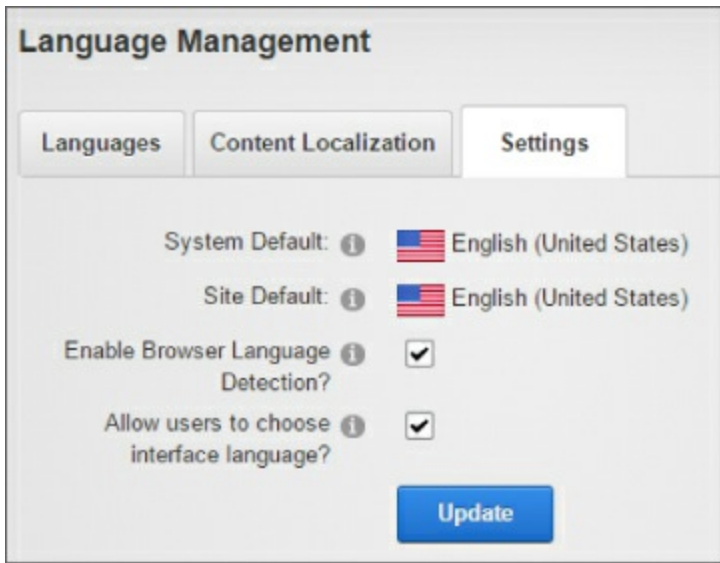 Language Management
Languages
Content Localization
Settings
System Default:
English (United States)
Site Default:
English (United States)
Enable Browser Language
Detection?
Allow users to choose
interface language?
Update